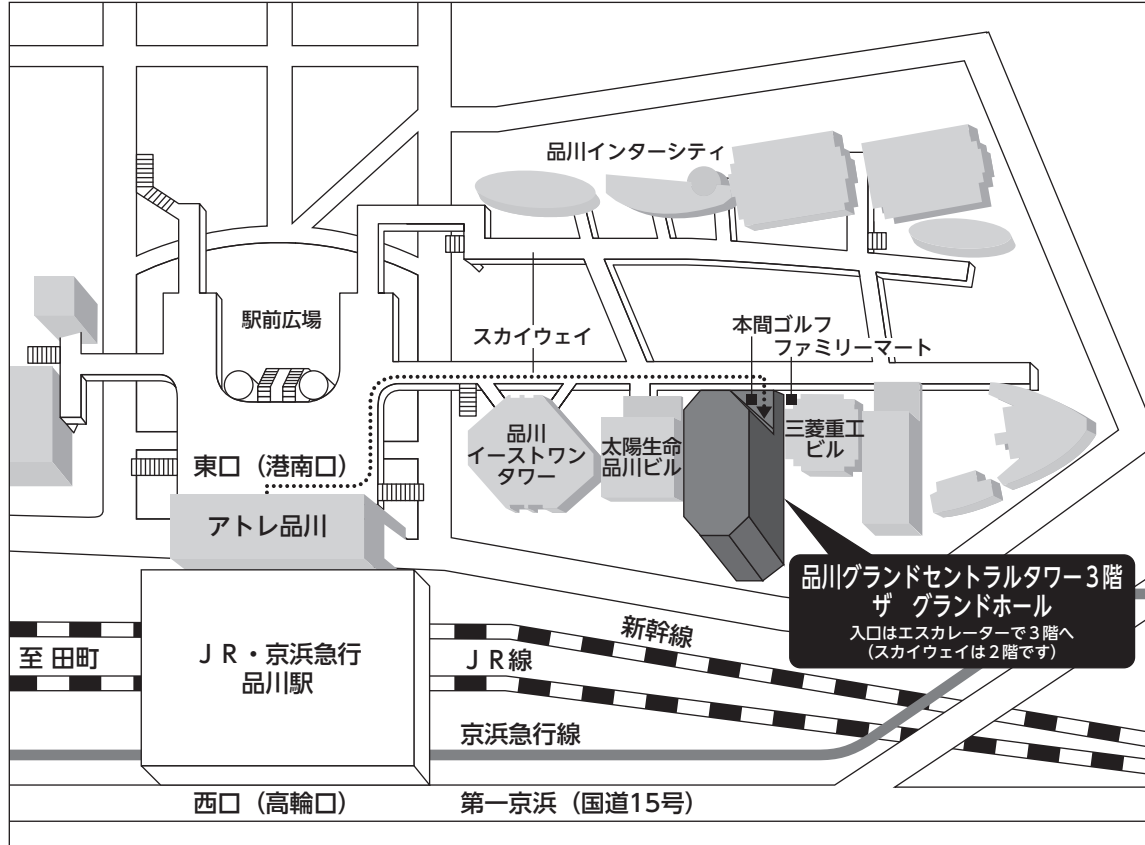 品川インターシティ
駅前広場
スカイウェイ
本間ゴルフ
ファミリーマート
品川
イーストワン
タワー
太陽生命
品川ビル
三菱重工
ビル
東口（港南口）
アトレ品川
品川グランドセントラルタワー3階
ザ　グランドホール
入口はエスカレーターで3階へ
(スカイウェイは2階です)
新幹線
至 田町
ＪＲ・京浜急行
品川駅
ＪＲ線
京浜急行線
西口（高輪口）
第一京浜（国道15号）